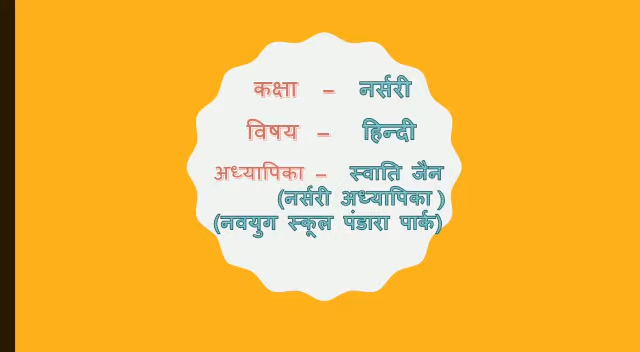 कक्षा – नर्सरी
विषय – हिन्दी
अध्यापिका – स्वाति जैन
(नर्सरी अध्यापिका )
(नवयुग स्कूल पंडारा पार्क)